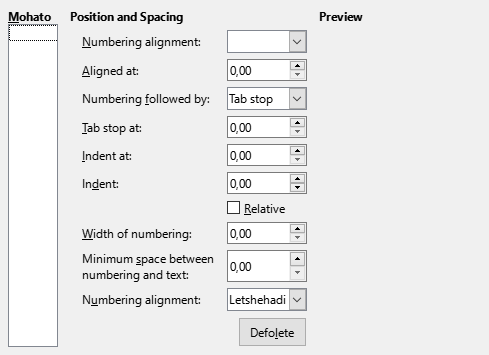 Mohato Position and Spacing Preview
Numbering alignment:
Aligned at: 0,00
Numbering followed by: Tab stop
Tab stop at: 0,00
Indent at: 0,00
Indent: 0,00
Relative
Width of numbering: 0,00
Minimum space between
numbering and text: 0,00
Numbering alignment: Letshehadi
Defolete